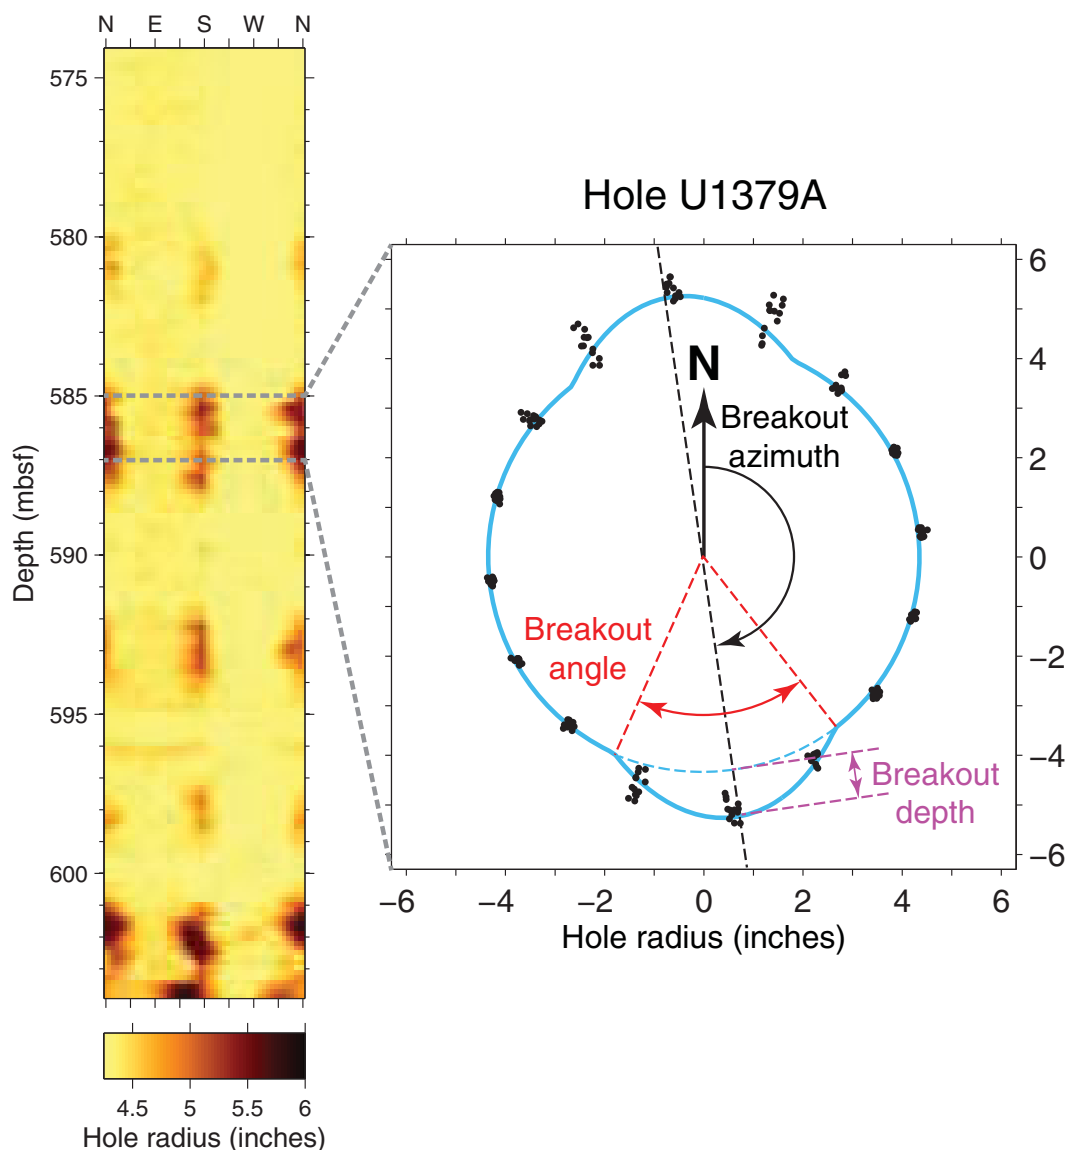 N E S W N
575
580
585
590
595
600
Depth (mbsf)
4.5 5 5.5 6
Hole radius (inches)
Hole U1379A
N
Breakout
azimuth
Breakout
angle
Breakout
depth
6
4
2
0
−2
−4
−6
−6 −4 −2 0 2 4 6
Hole radius (inches)